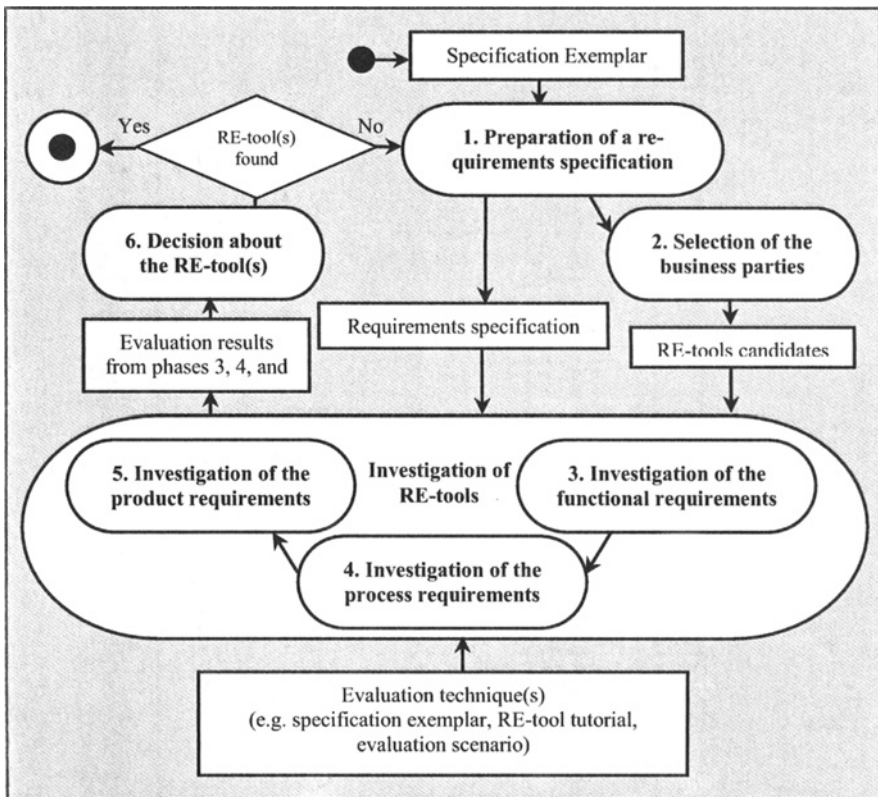 Specification Exemplar
Yes
RE-tool(s)
found
No
1. Preparation of a re-
quirements specification
6. Decision about
the RE-tool(s)
2. Selection of the
business parties
Evaluation results
from phases 3, 4, and
Requirements specification
RE-tools candidates
5. Investigation of the
product requirements
Investigation of
RE-tools
3. Investigation of the
functional requirements
4. Investigation of the
process requirements
Evaluation technique(s)
(e.g. specification exemplar, RE-tool tutorial,
evaluation scenario)